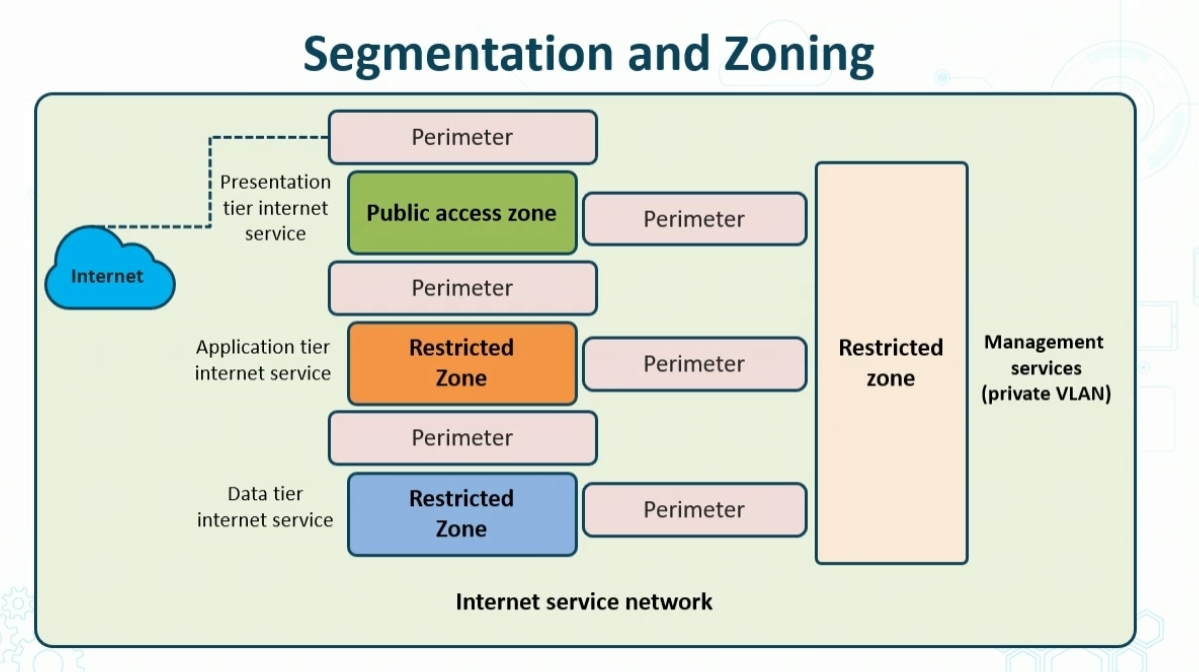 Segmentation and Zoning
Perimeter
Presentation
tier internet
service
Public access zone
Perimeter
Internet
Perimeter
Application tier
internet service
Restricted
Zone
Perimeter
Restricted
zone
Management
services
(private VLAN)
Perimeter
Data tier
internet service
Restricted
Zone
Perimeter
Internet service network